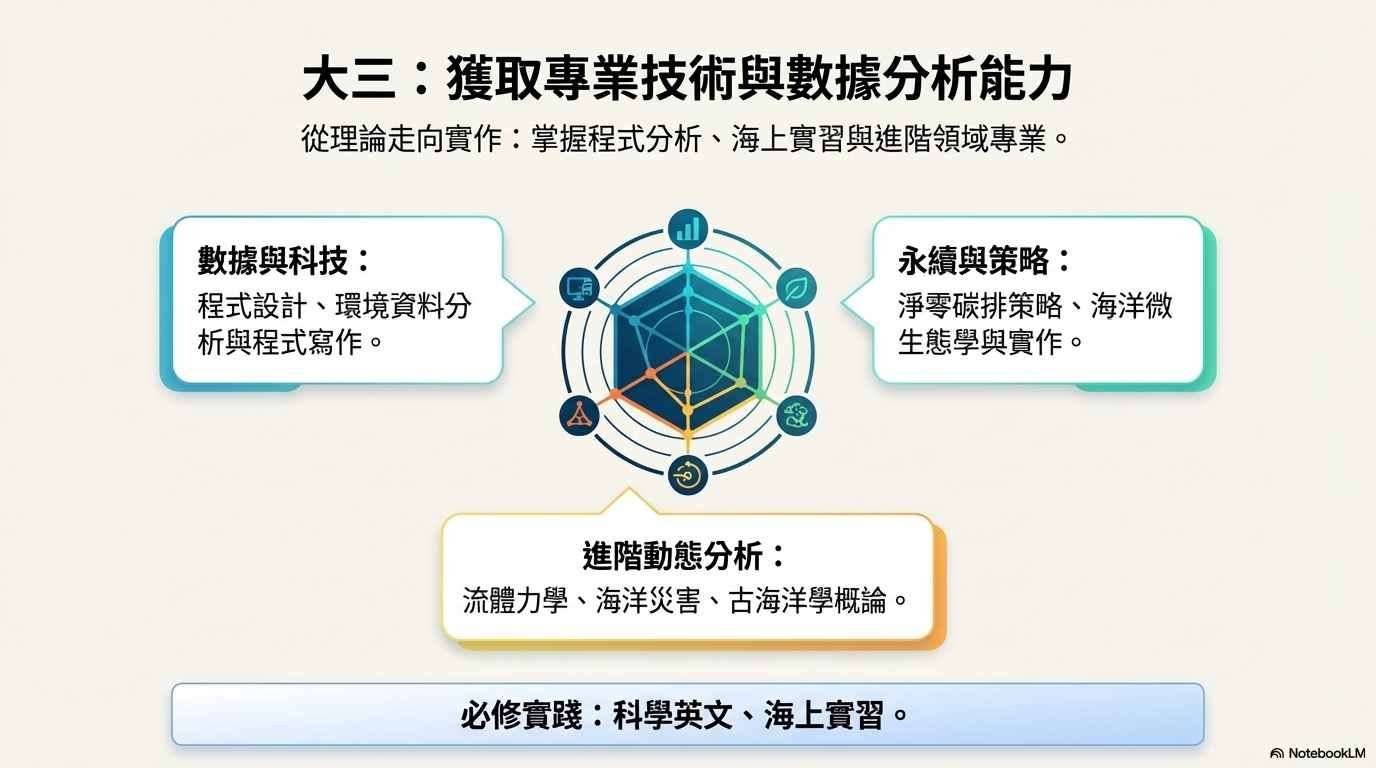 大三：獲取專業技術與數據分析能力
從理論走向實作：掌握程式分析、海上實習與進階領域專業。
數據與科技：
程式設計、環境資料分
析與程式寫作。
永續與策略：
淨零碳排策略、海洋微
生態學與實作。
進階動態分析：
流體力學、海洋災害、古海洋學概論。
必修實踐：科學英文、海上實習。
NotebookLM